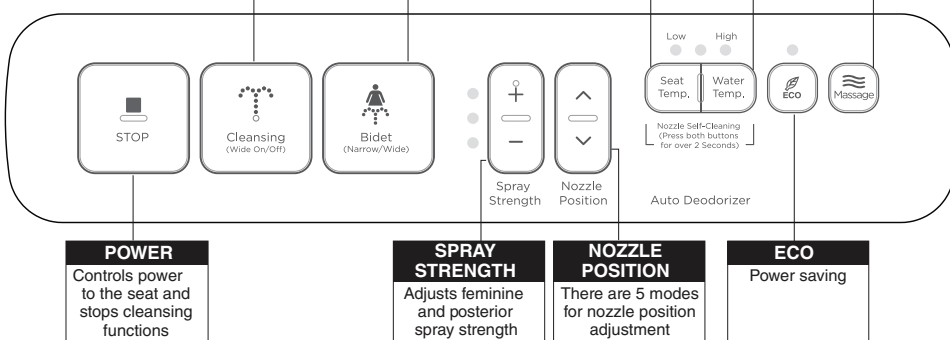 Low High
STOP
Cleansing
(Wide On/Off)
Bidet
(Narrow/Wide)
Spray
Strength
Nozzle
Position
Seat
Temp.
Water
Temp.
Nozzle Self-Cleaning
(Press both buttons
for over 2 Seconds)
Auto Deodorizer
ECO
Massage
POWER
Controls power
to the seat and
stops cleansing
functions
SPRAY
STRENGTH
Adjusts feminine
and posterior
spray strength
NOZZLE
POSITION
There are 5 modes
for nozzle position
adjustment
ECO
Power saving